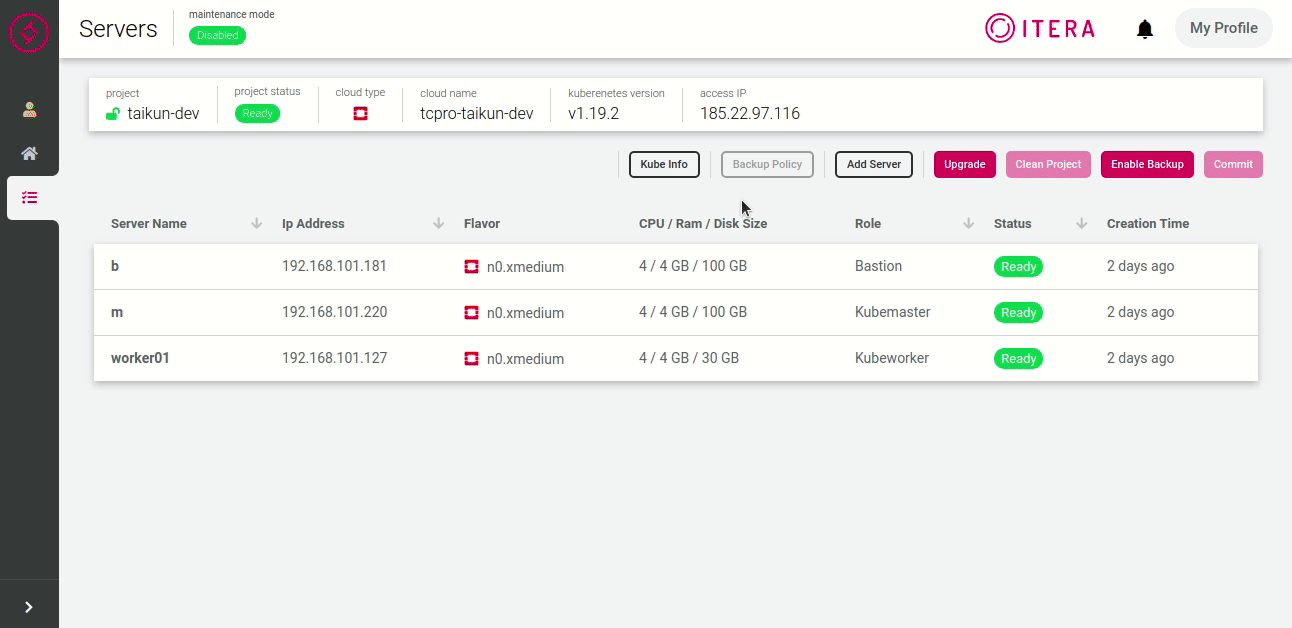 Servers
maintenance mode
Disabled
ITERA
My Profile
project
taikun-dev
project status
Ready
cloud type
cloud name
tcpro-taikun-dev
kuberenetes version
v1.19.2
access IP
185.22.97.116
Kube Info Backup Policy Add Server Upgrade Clean Project Enable Backup Commit
Server Name Ip Address Flavor CPU / Ram / Disk Size Role Status Creation Time
b 192.168.101.181 n0.xmedium 4 / 4 GB / 100 GB Bastion Ready 2 days ago
m 192.168.101.220 n0.xmedium 4 / 4 GB / 100 GB Kubemaster Ready 2 days ago
worker01 192.168.101.127 n0.xmedium 4 / 4 GB / 30 GB Kubeworker Ready 2 days ago